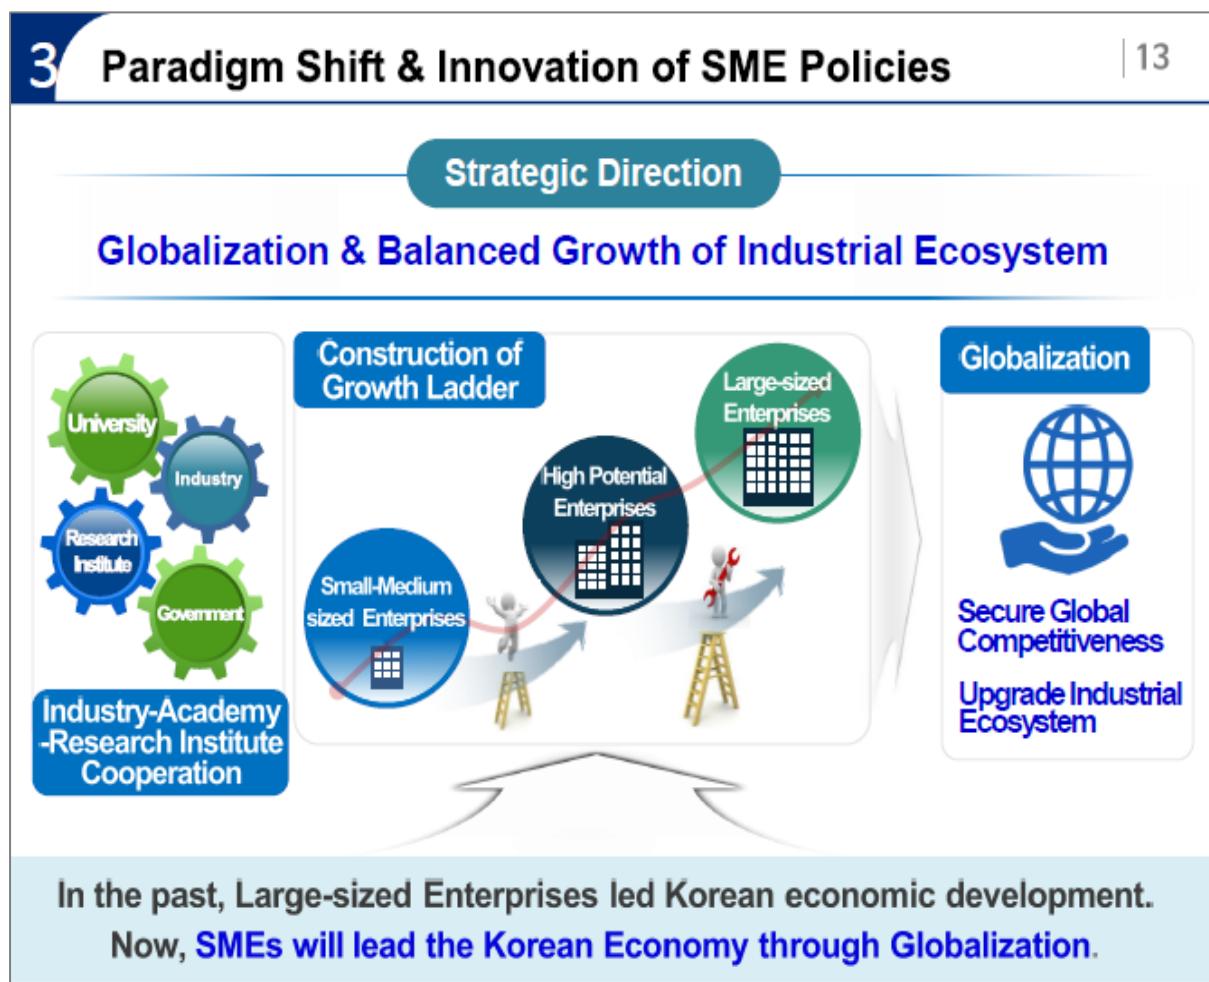 3
Paradigm Shift & Innovation of SME Policies
13
Strategic Direction
Globalization & Balanced Growth of Industrial Ecosystem
University
Industry
Research
Institute
Government
Industry-Academy
-Research Institute
Cooperation
Construction of
Growth Ladder
Small-Medium
sized Enterprises
High Potential
Enterprises
Large-sized
Enterprises
Globalization
Secure Global
Competitiveness
Upgrade Industrial
Ecosystem
In the past, Large-sized Enterprises led Korean economic development.
Now, SMEs will lead the Korean Economy through Globalization.